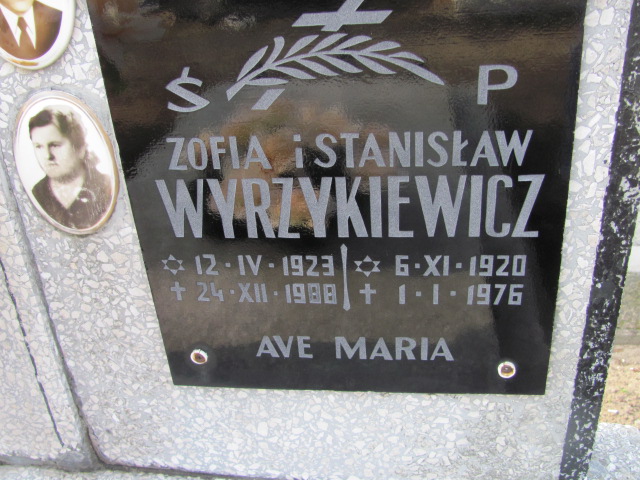 Ś P
ZOFIA i STANISŁAW
WYRZYKIEWICZ
12·IV·1923 6·XI·1920
24·XII·1988 1·I·1976
AVE MARIA